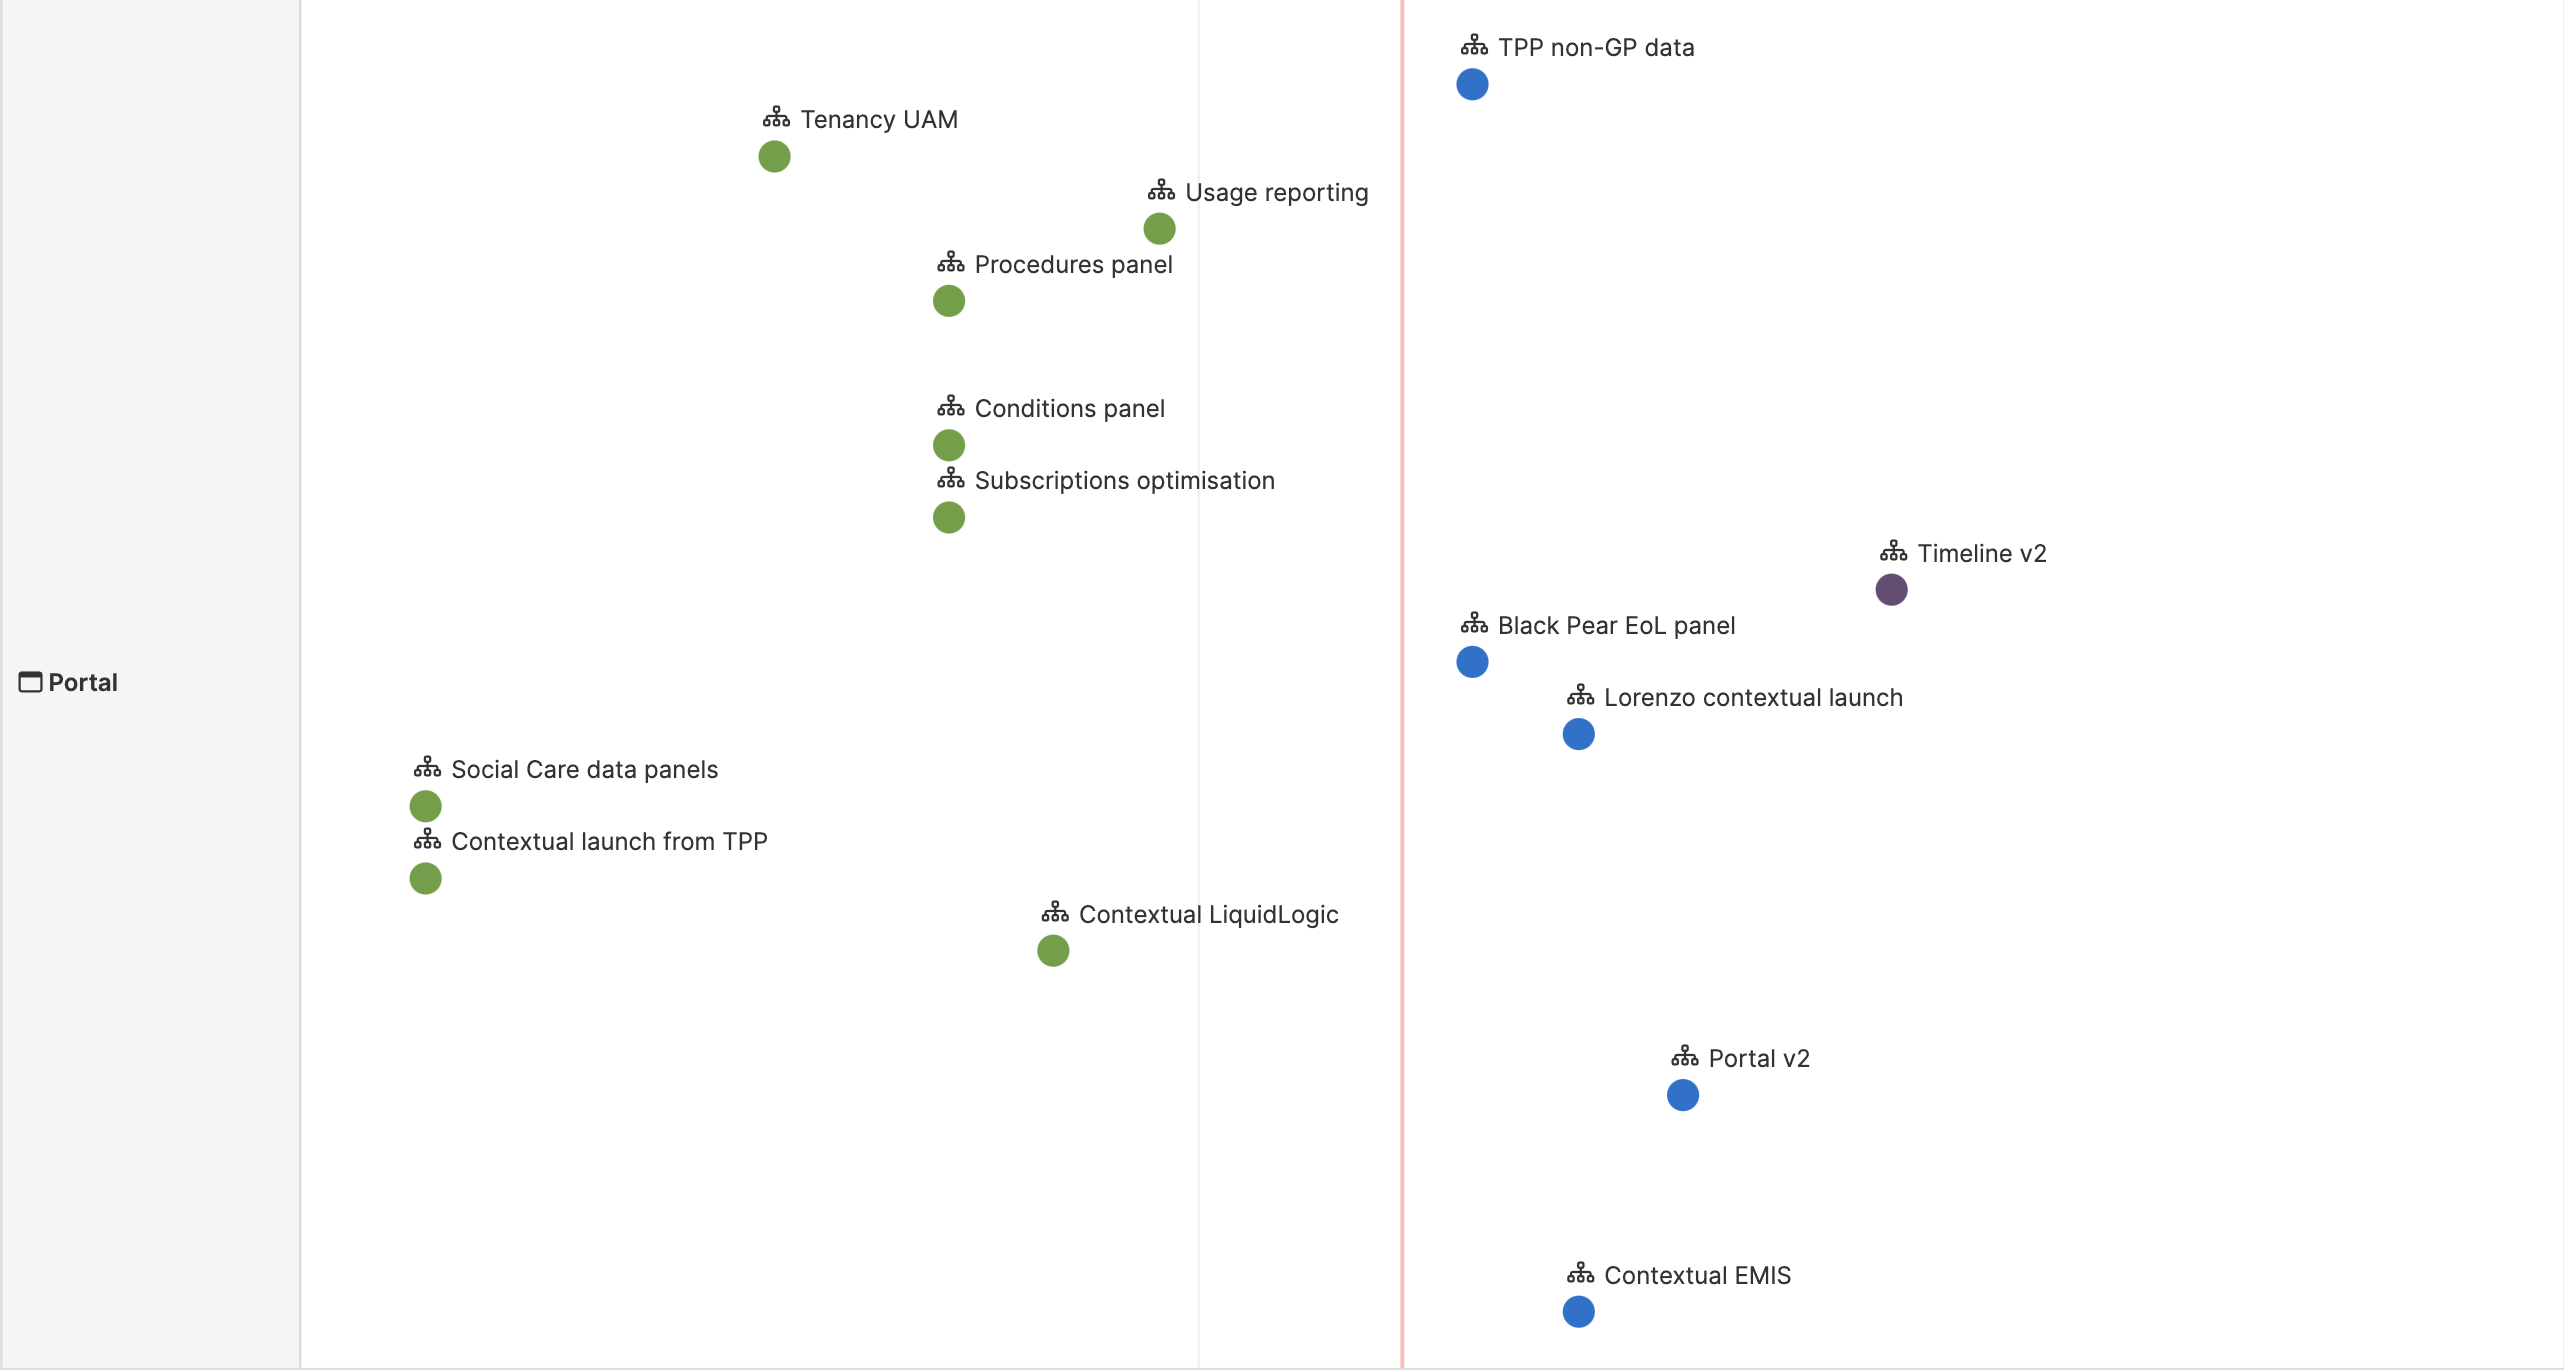 TPP non-GP data
Tenancy UAM
Usage reporting
Procedures panel
Conditions panel
Subscriptions optimisation
Timeline v2
Black Pear EoL panel
Portal
Lorenzo contextual launch
Social Care data panels
Contextual launch from TPP
Contextual LiquidLogic
Portal v2
Contextual EMIS